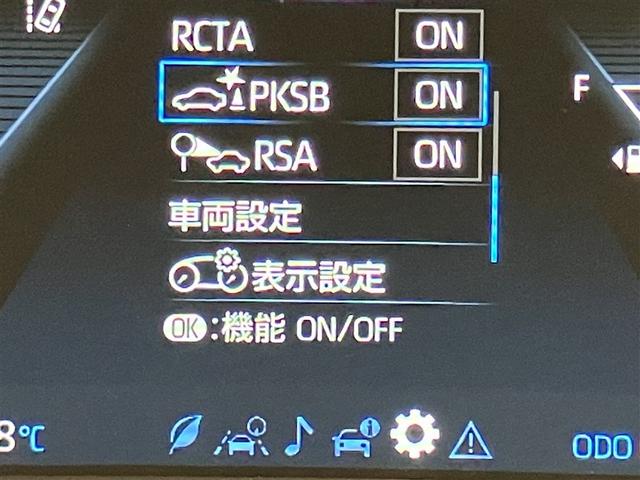 RCTA ON
PKSB ON
F
RSA ON
車両設定
表示設定
OK:機能 ON/OFF
8℃
ODO